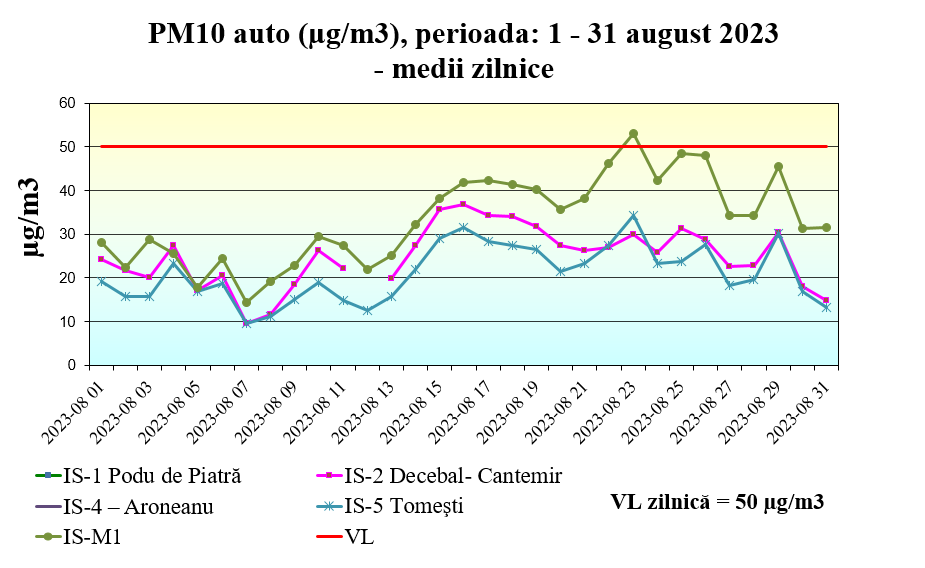 PM10 auto (µg/m3), perioada: 1 - 31 august 2023
- medii zilnice
µg/m3
60
50
40
30
20
10
0
2023-08 01
2023-08 03
2023-08 05
2023-08 07
2023-08 09
2023-08 11
2023-08 13
2023-08 15
2023-08 17
2023-08 19
2023-08 21
2023-08 23
2023-08 25
2023-08 27
2023-08 29
2023-08 31
IS-1 Podu de Piatră
IS-2 Decebal- Cantemir
IS-4 – Aroneanu
IS-5 Tomeşti
IS-M1
VL
VL zilnică = 50 µg/m3